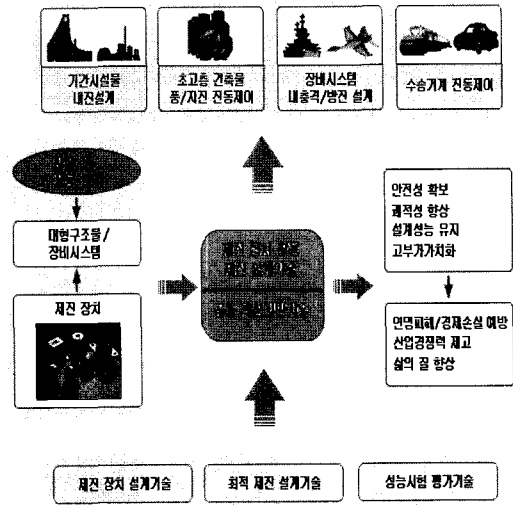 기간시설물
내진설계
초고층 건축물
풍/지진 진동제어
장비시스템
내충격/방진 설계
수송기계 진동제어
대형구조물/
장비시스템
제진 장치
제진 장치
제진
안전성 확보
쾌적성 향상
설계성능 유지
고부가가치화
인명피해/경제손실 예방
산업경쟁력 제고
삶의 질 향상
제진 장치 설계기술
최적 제진 설계기술
성능시험 평가기술